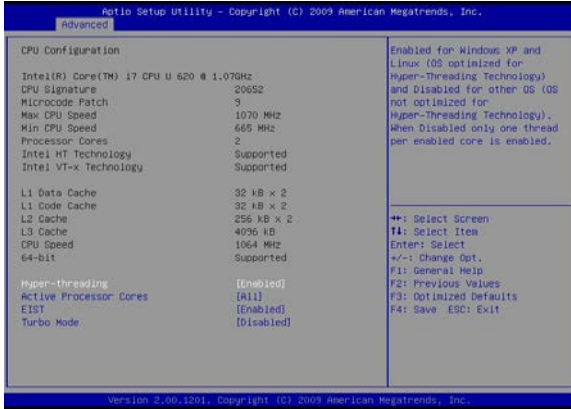 Aptio Setup Utility - Copyright (C) 2009 American Megatrends, Inc.
Advanced
CPU Configuration
Intel(R) Core(TM) i7 CPU U 620 @ 1.07GHz
CPU Signature 20652
Microcode Patch 9
Max CPU Speed 1070 MHz
Min CPU Speed 665 MHz
Processor Cores 2
Intel HT Technology Supported
Intel VT-x Technology Supported
L1 Data Cache 32 kB x 2
L1 Code Cache 32 kB x 2
L2 Cache 256 kB x 2
L3 Cache 4096 kB
CPU Speed 1064 MHz
64-bit Supported
Hyper-threading [Enabled]
Active Processor Cores [All]
EIST [Enabled]
Turbo Mode [Disabled]
Enabled for Windows XP and
Linux (OS optimized for
Hyper-Threading Technology)
and Disabled for other OS (OS
not optimized for
Hyper-Threading Technology).
When Disabled only one thread
per enabled core is enabled.
→←: Select Screen
↑↓: Select Item
Enter: Select
+/-: Change Opt.
F1: General Help
F2: Previous Values
F3: Optimized Defaults
F4: Save ESC: Exit
Version 2.00.1201. Copyright (C) 2009 American Megatrends, Inc.